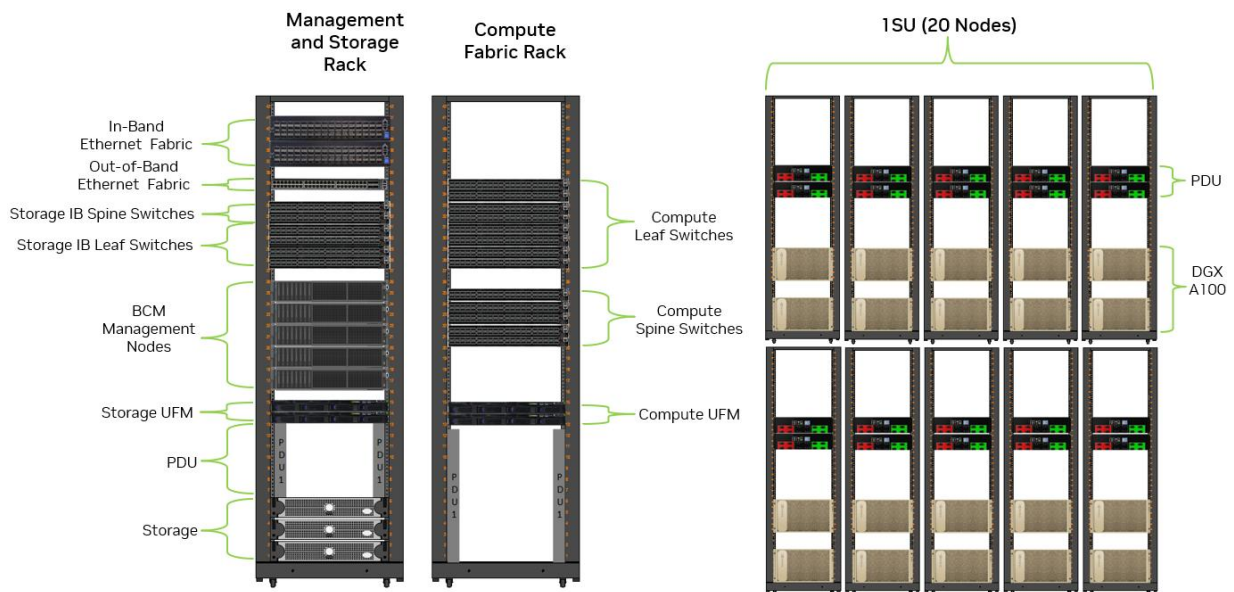 Management
and Storage
Rack
Compute
Fabric Rack
1SU (20 Nodes)
In-Band
Ethernet Fabric
Out-of-Band
Ethernet Fabric
Storage IB Spine Switches
Storage IB Leaf Switches
BCM
Management
Nodes
Storage UFM
PDU
Storage
PDU1
PDU1
Compute
Leaf Switches
Compute
Spine Switches
Compute UFM
PDU1
PDU1
PDU
DGX
A100